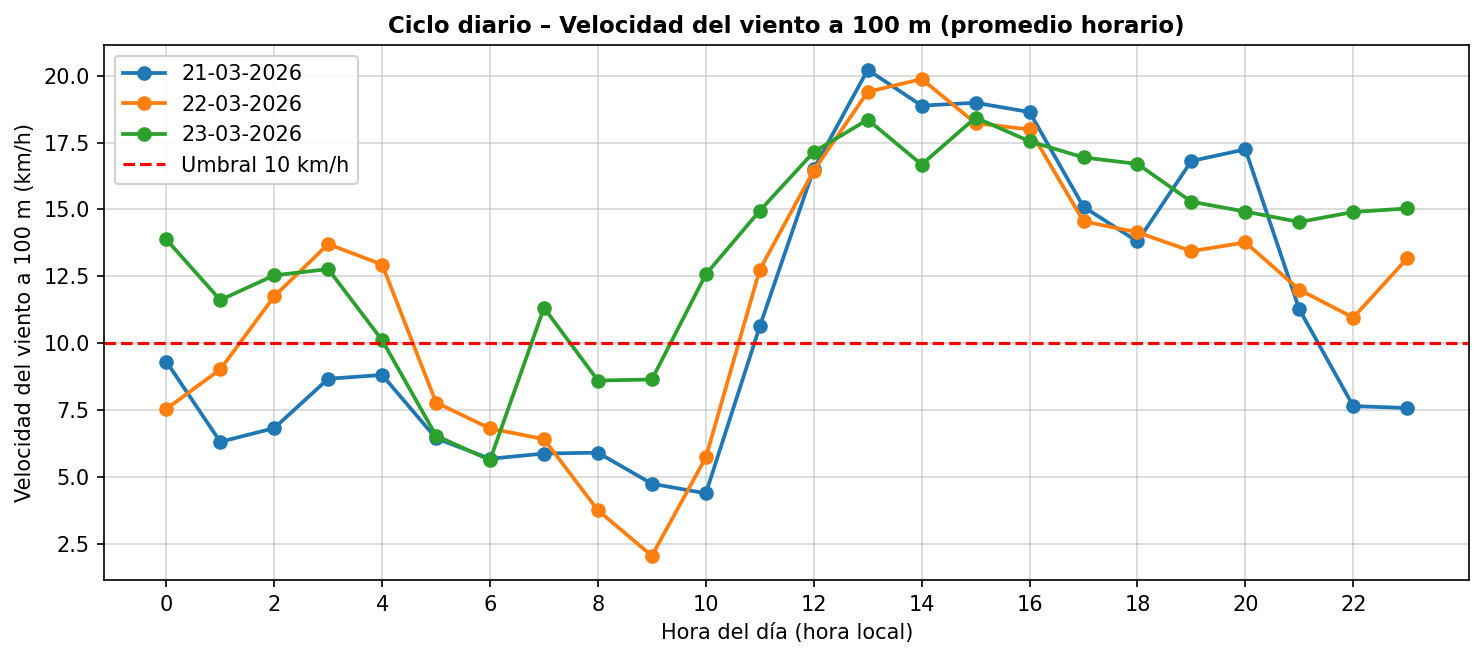 Ciclo diario – Velocidad del viento a 100 m (promedio horario)
21-03-2026
22-03-2026
23-03-2026
Umbral 10 km/h
Velocidad del viento a 100 m (km/h)
20.0
17.5
15.0
12.5
10.0
7.5
5.0
2.5
0 2 4 6 8 10 12 14 16 18 20 22
Hora del día (hora local)